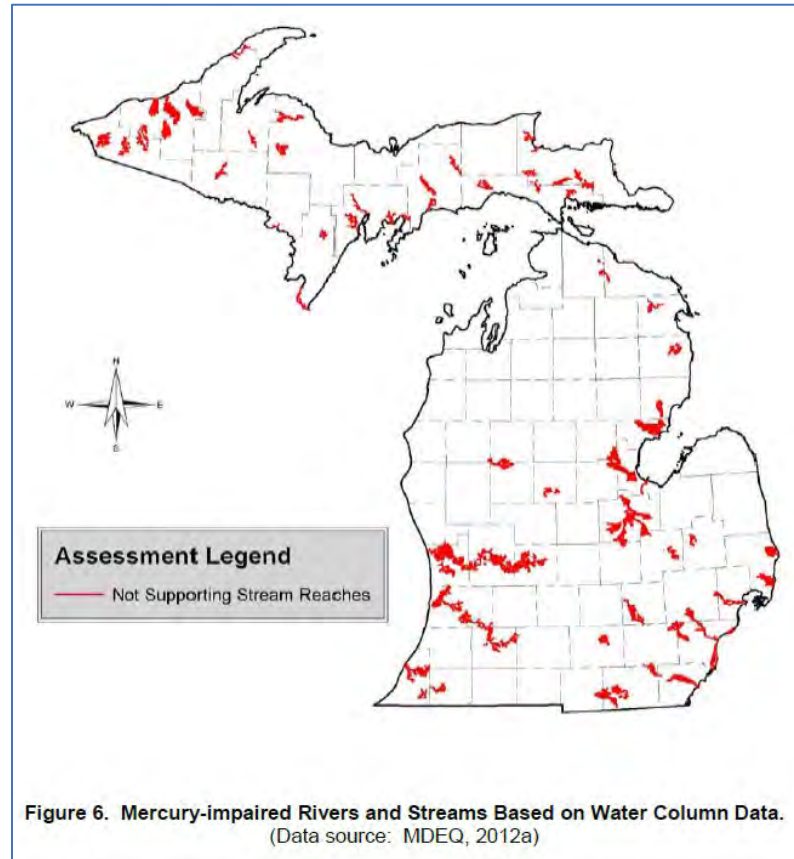 N
W E
S
Assessment Legend
Not Supporting Stream Reaches
Figure 6. Mercury-impaired Rivers and Streams Based on Water Column Data.
(Data source: MDEQ, 2012a)